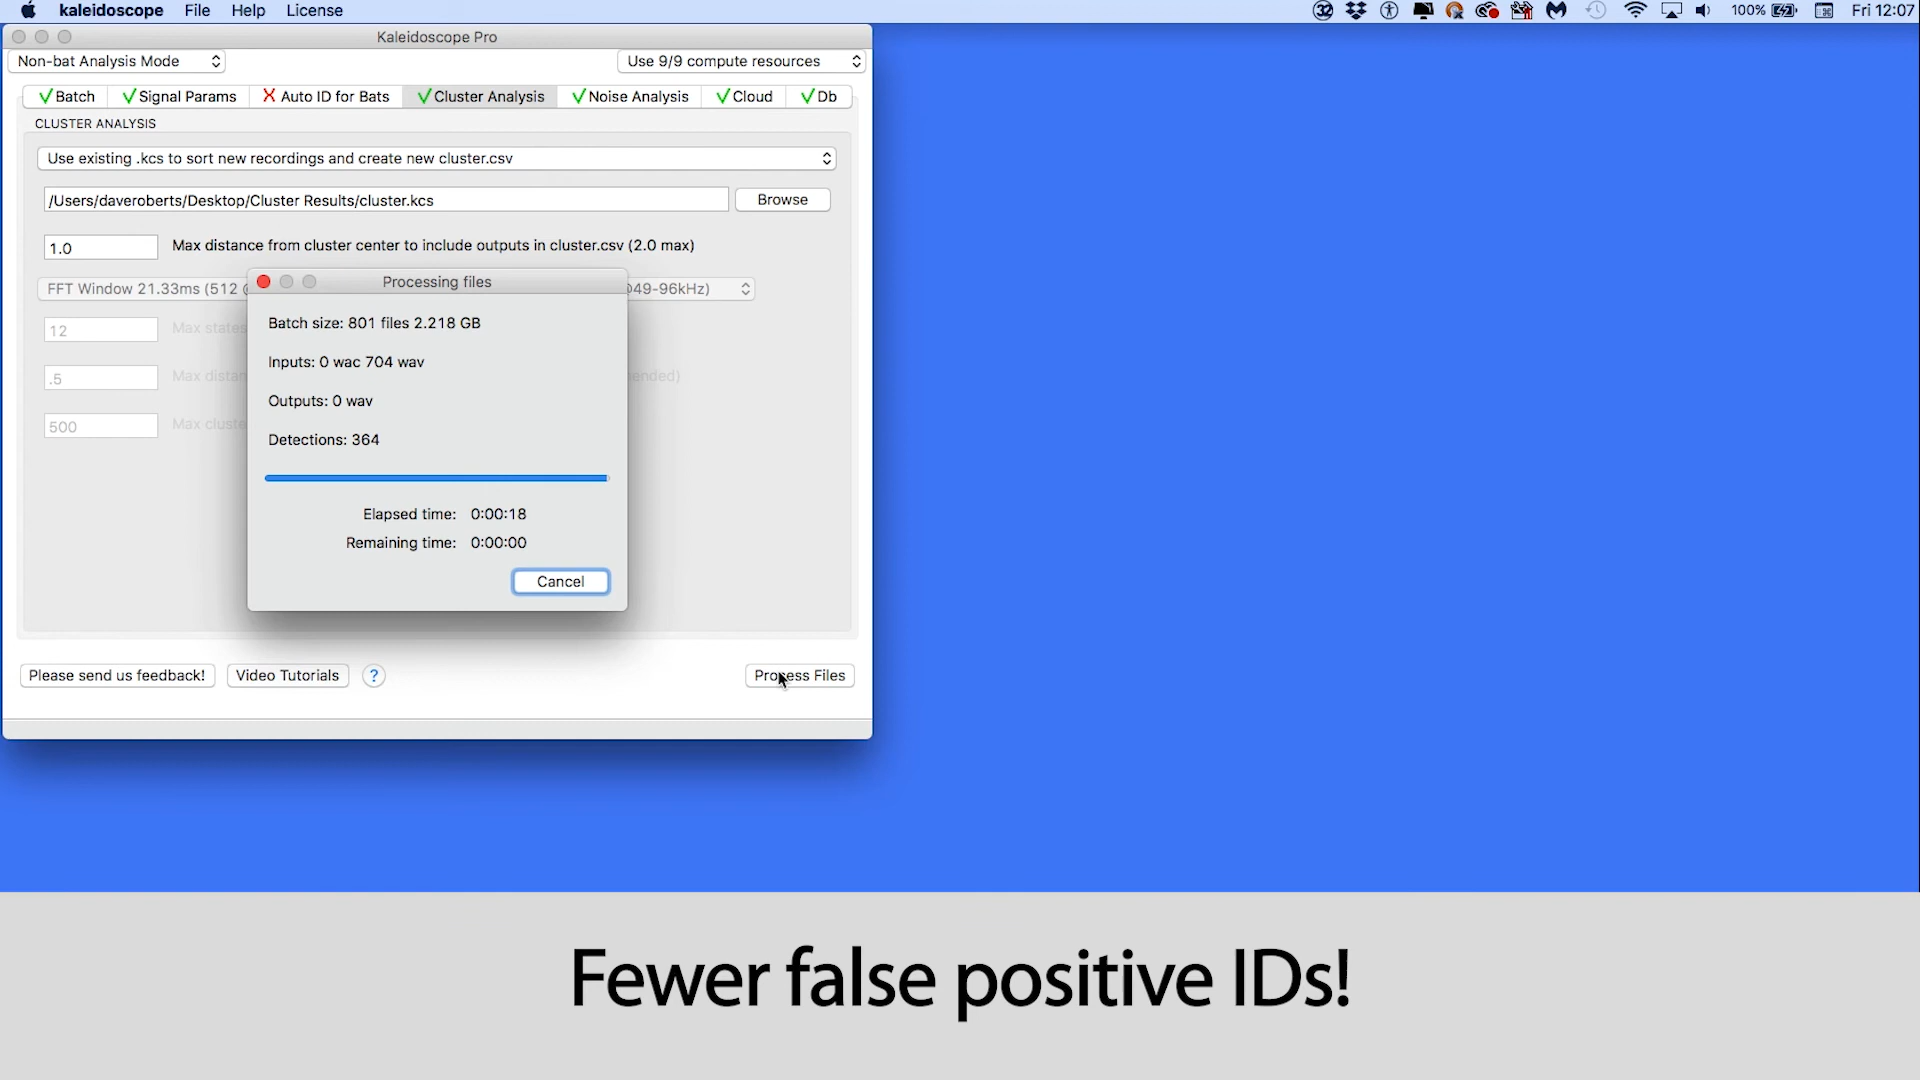 kaleidoscope File Help License
100% Fri 12:07
Kaleidoscope Pro
Non-bat Analysis Mode
Use 9/9 compute resources
Batch Signal Params Auto ID for Bats Cluster Analysis Noise Analysis Cloud Db
CLUSTER ANALYSIS
Use existing .kcs to sort new recordings and create new cluster.csv
/Users/daveroberts/Desktop/Cluster Results/cluster.kcs
Browse
1.0 Max distance from cluster center to include outputs in cluster.csv (2.0 max)
FFT Window 21.33ms (512 @49-96kHz)
12 Max states
.5
500
Processing files
Batch size: 801 files 2.218 GB
Inputs: 0 wac 704 wav
Outputs: 0 wav
Detections: 364
Elapsed time: 0:00:18
Remaining time: 0:00:00
Cancel
Please send us feedback! Video Tutorials ? Process Files
Fewer false positive IDs!